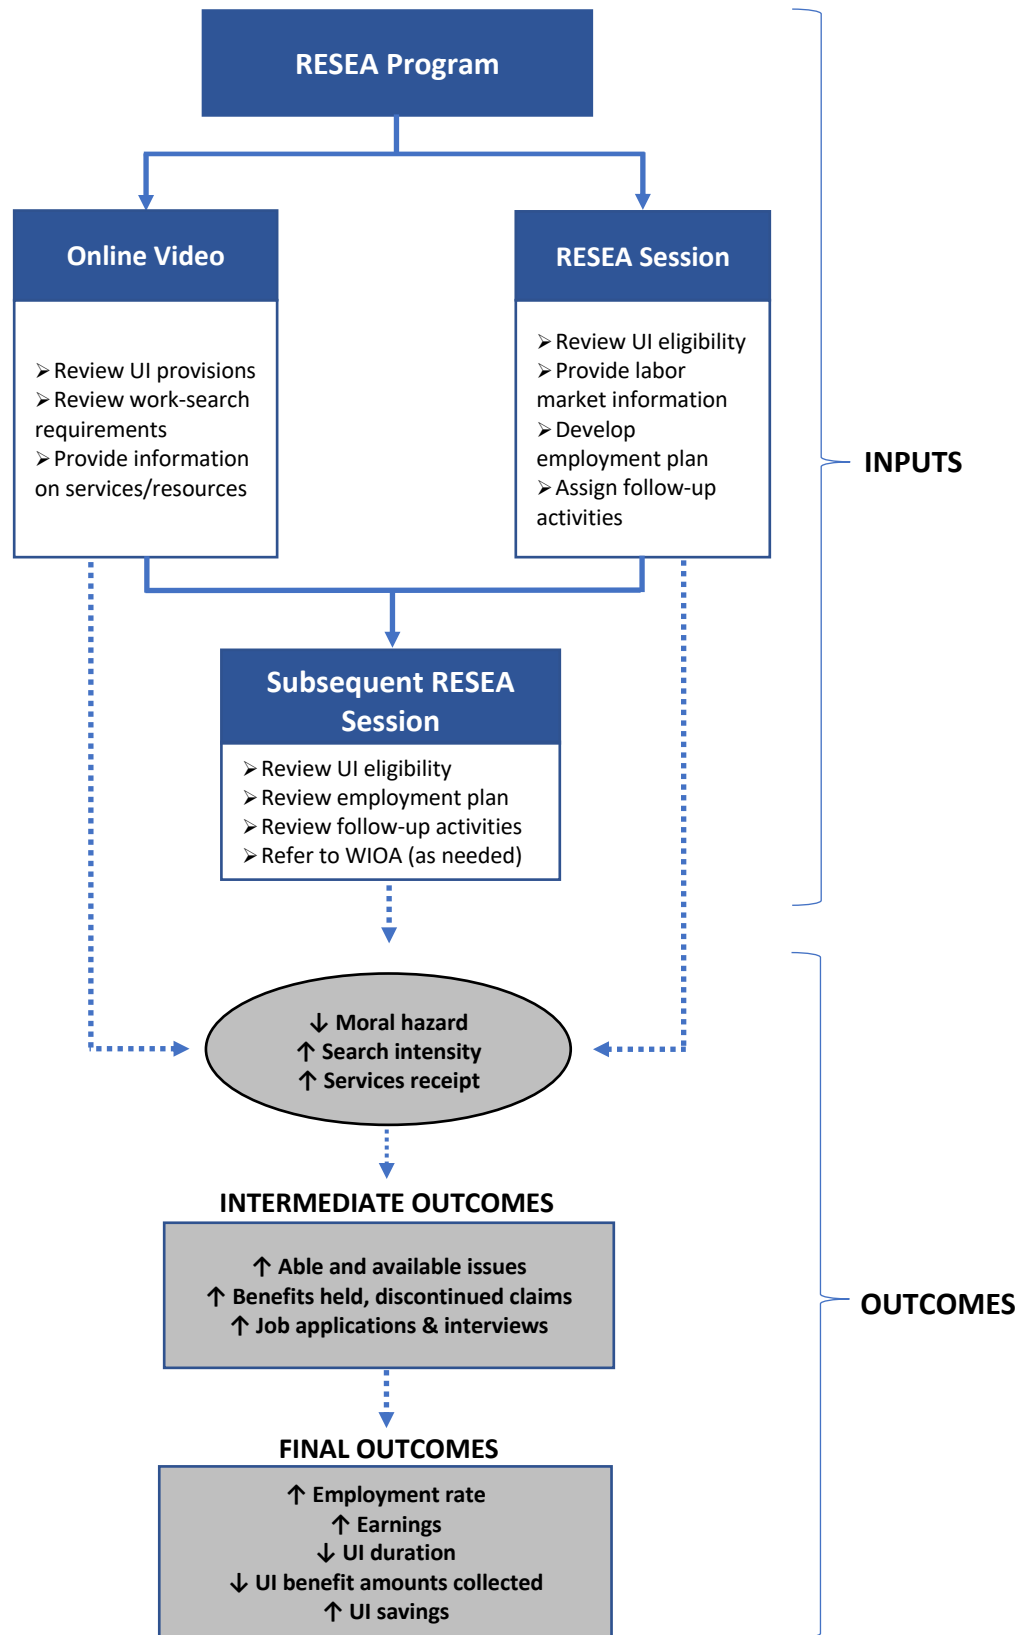 RESEA Program
Online Video
➢Review UI provisions
➢Review work-search
requirements
➢Provide information
on services/resources
RESEA Session
➢Review UI eligibility
➢Provide labor
market information
➢Develop
employment plan
➢Assign follow-up
activities
INPUTS
Subsequent RESEA
Session
➢Review UI eligibility
➢Review employment plan
➢Review follow-up activities
➢Refer to WIOA (as needed)
↓ Moral hazard
↑ Search intensity
↑ Services receipt
INTERMEDIATE OUTCOMES
↑ Able and available issues
↑ Benefits held, discontinued claims
↑ Job applications & interviews
OUTCOMES
FINAL OUTCOMES
↑ Employment rate
↑ Earnings
↓ UI duration
↓ UI benefit amounts collected
↑ UI savings